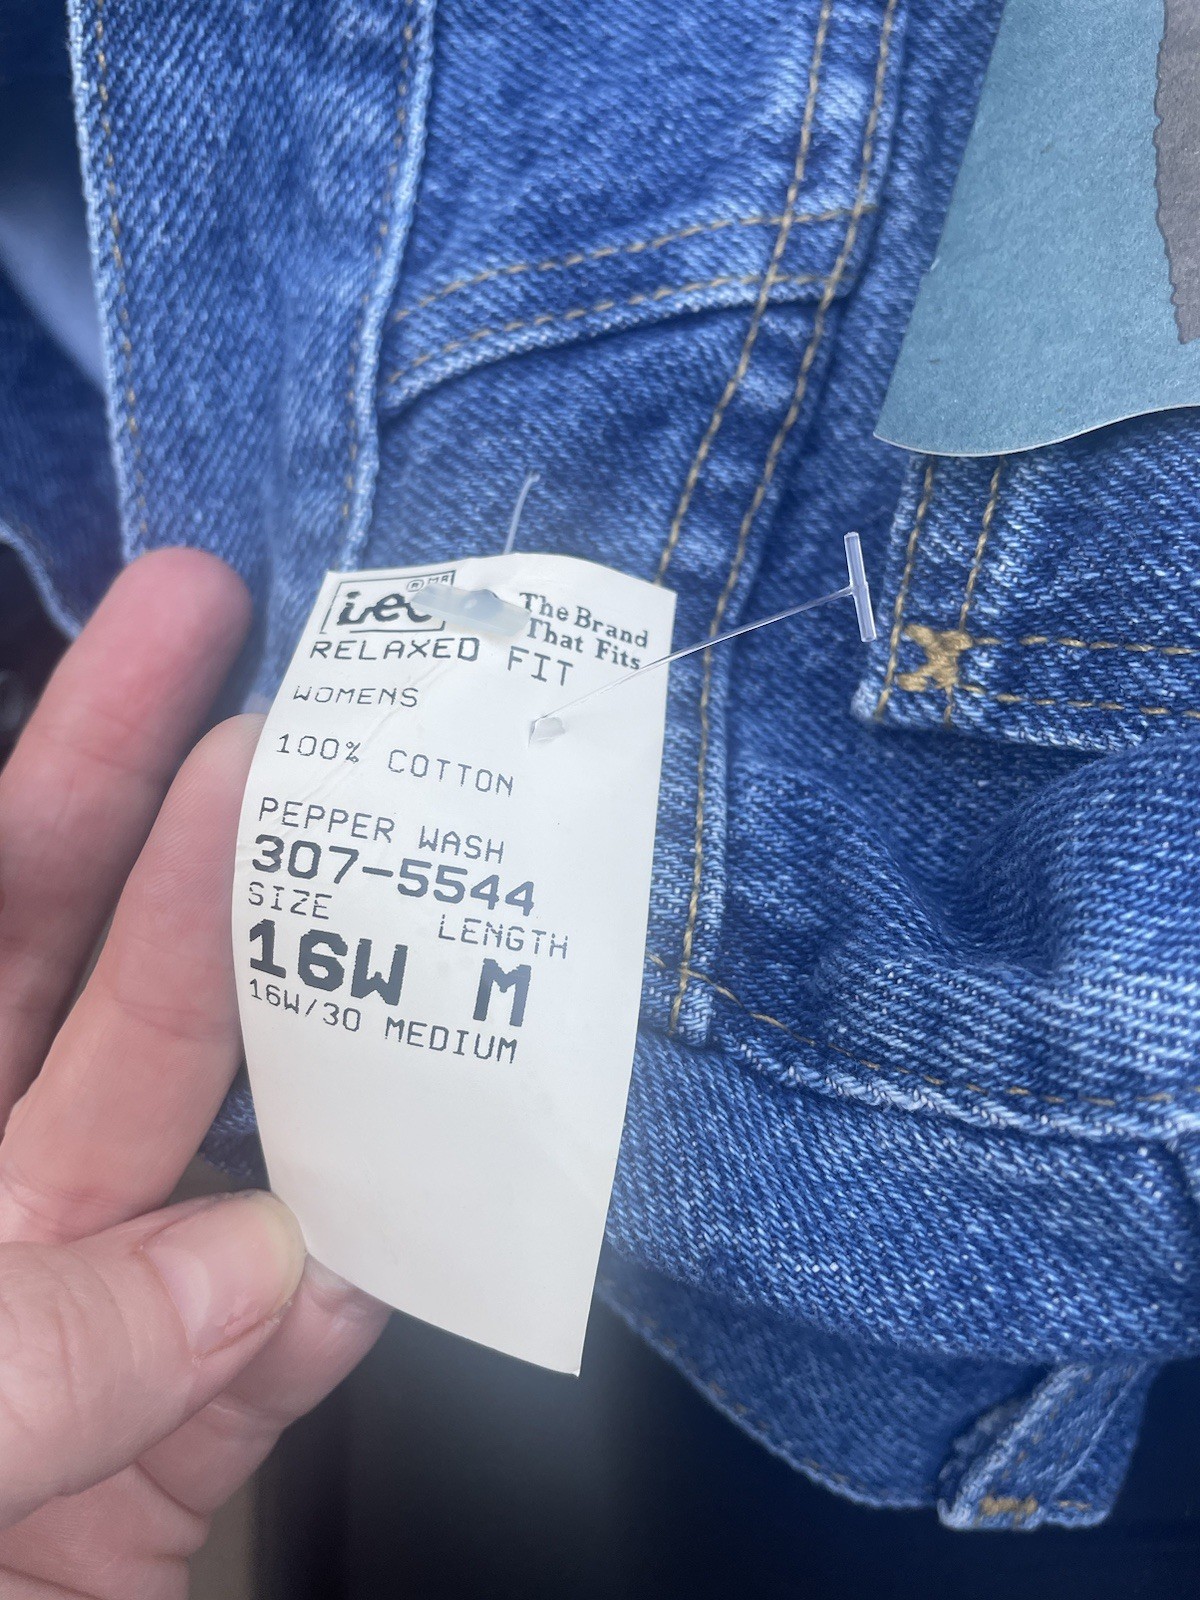 Lee ® MR
The Brand
That Fits
RELAXED FIT
WOMENS
100% COTTON
PEPPER WASH
307-5544
SIZE LENGTH
16W M
16W/30 MEDIUM